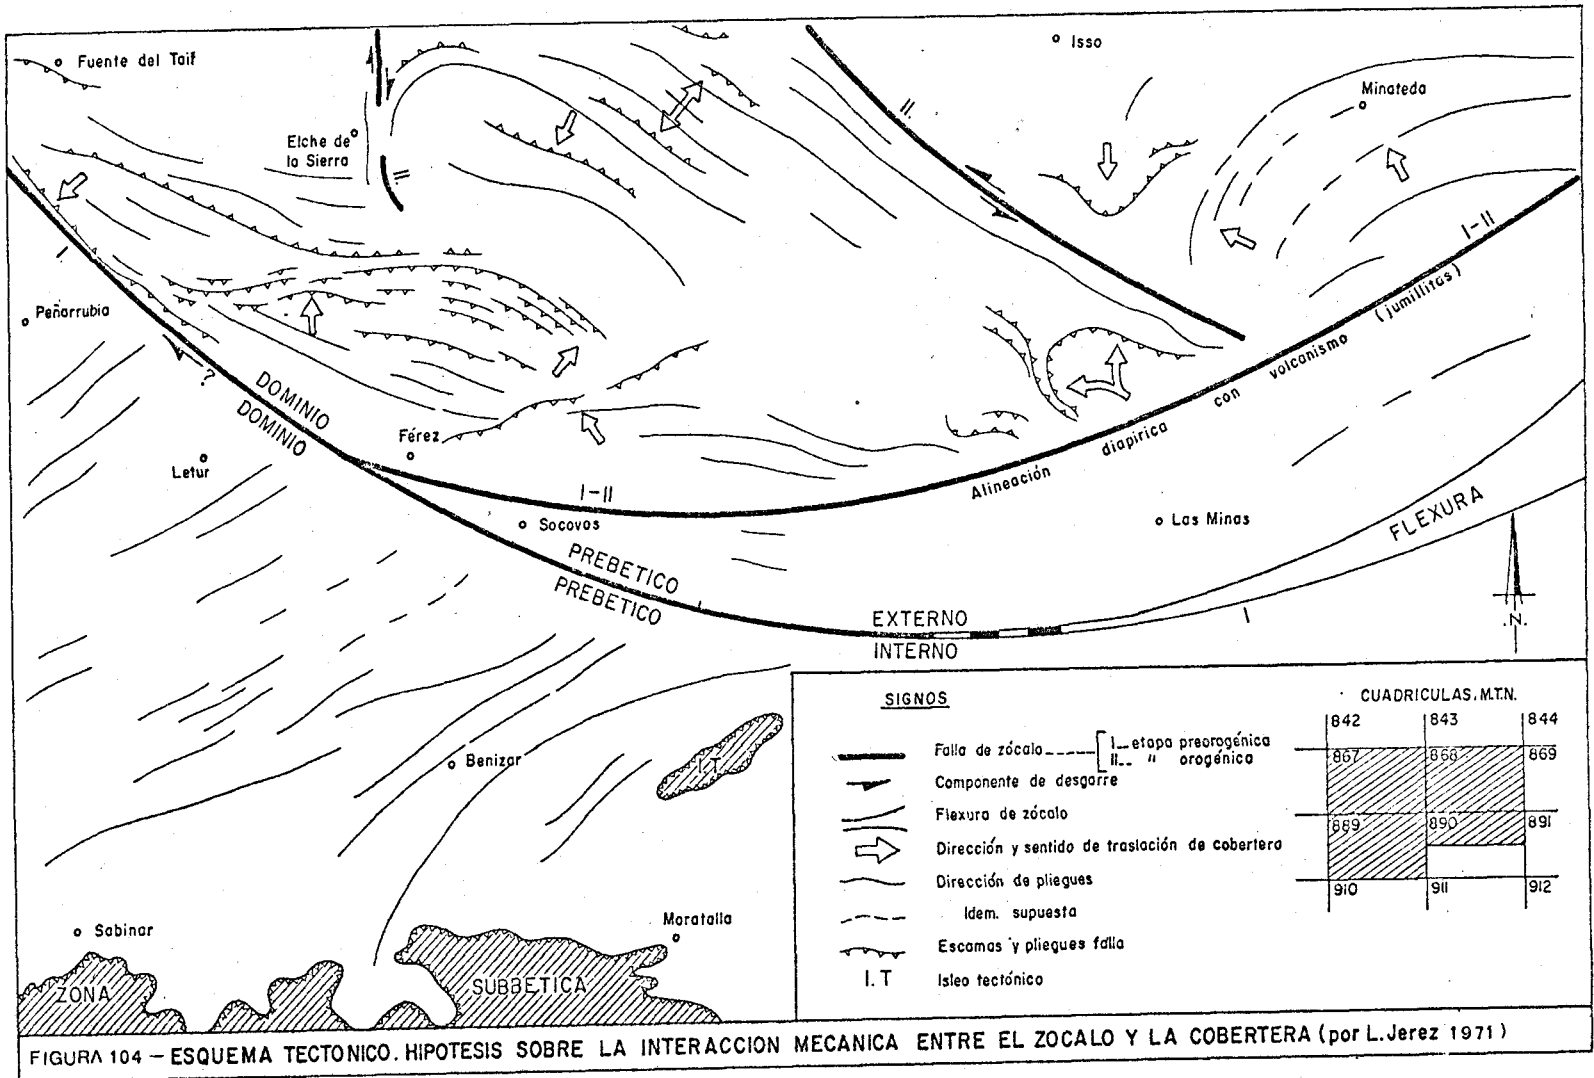 Fuente del Taif
Isso
Minateda
II.
Elche de
la Sierra
II
I-II
Peñarrubia
I
?
(jumillitas)
volcanismo
con
diapirica
Alineación
DOMINIO
DOMINIO
Férez
Letur
I-II
Socovos
Las Minas
FLEXURA
PREBETICO
PREBETICO
I
I
EXTERNO
INTERNO
.N.
Benizar
I.T
Sabinar
Moratalla
ZONA
SUBBETICA
SIGNOS
Falla de zócalo
I_ etapa preorogénica
II_ " orogénica
Componente de desgarre
Flexura de zócalo
Dirección y sentido de traslación de cobertera
Dirección de pliegues
Idem. supuesta
Escamas y pliegues falla
I.T Isleo tectónico
CUADRICULAS.M.T.N.
842 843 844
867 868 869
889 890 891
910 911 912
FIGURA 104 – ESQUEMA TECTONICO. HIPOTESIS SOBRE LA INTERACCION MECANICA ENTRE EL ZOCALO Y LA COBERTERA (por L. Jerez 1971)